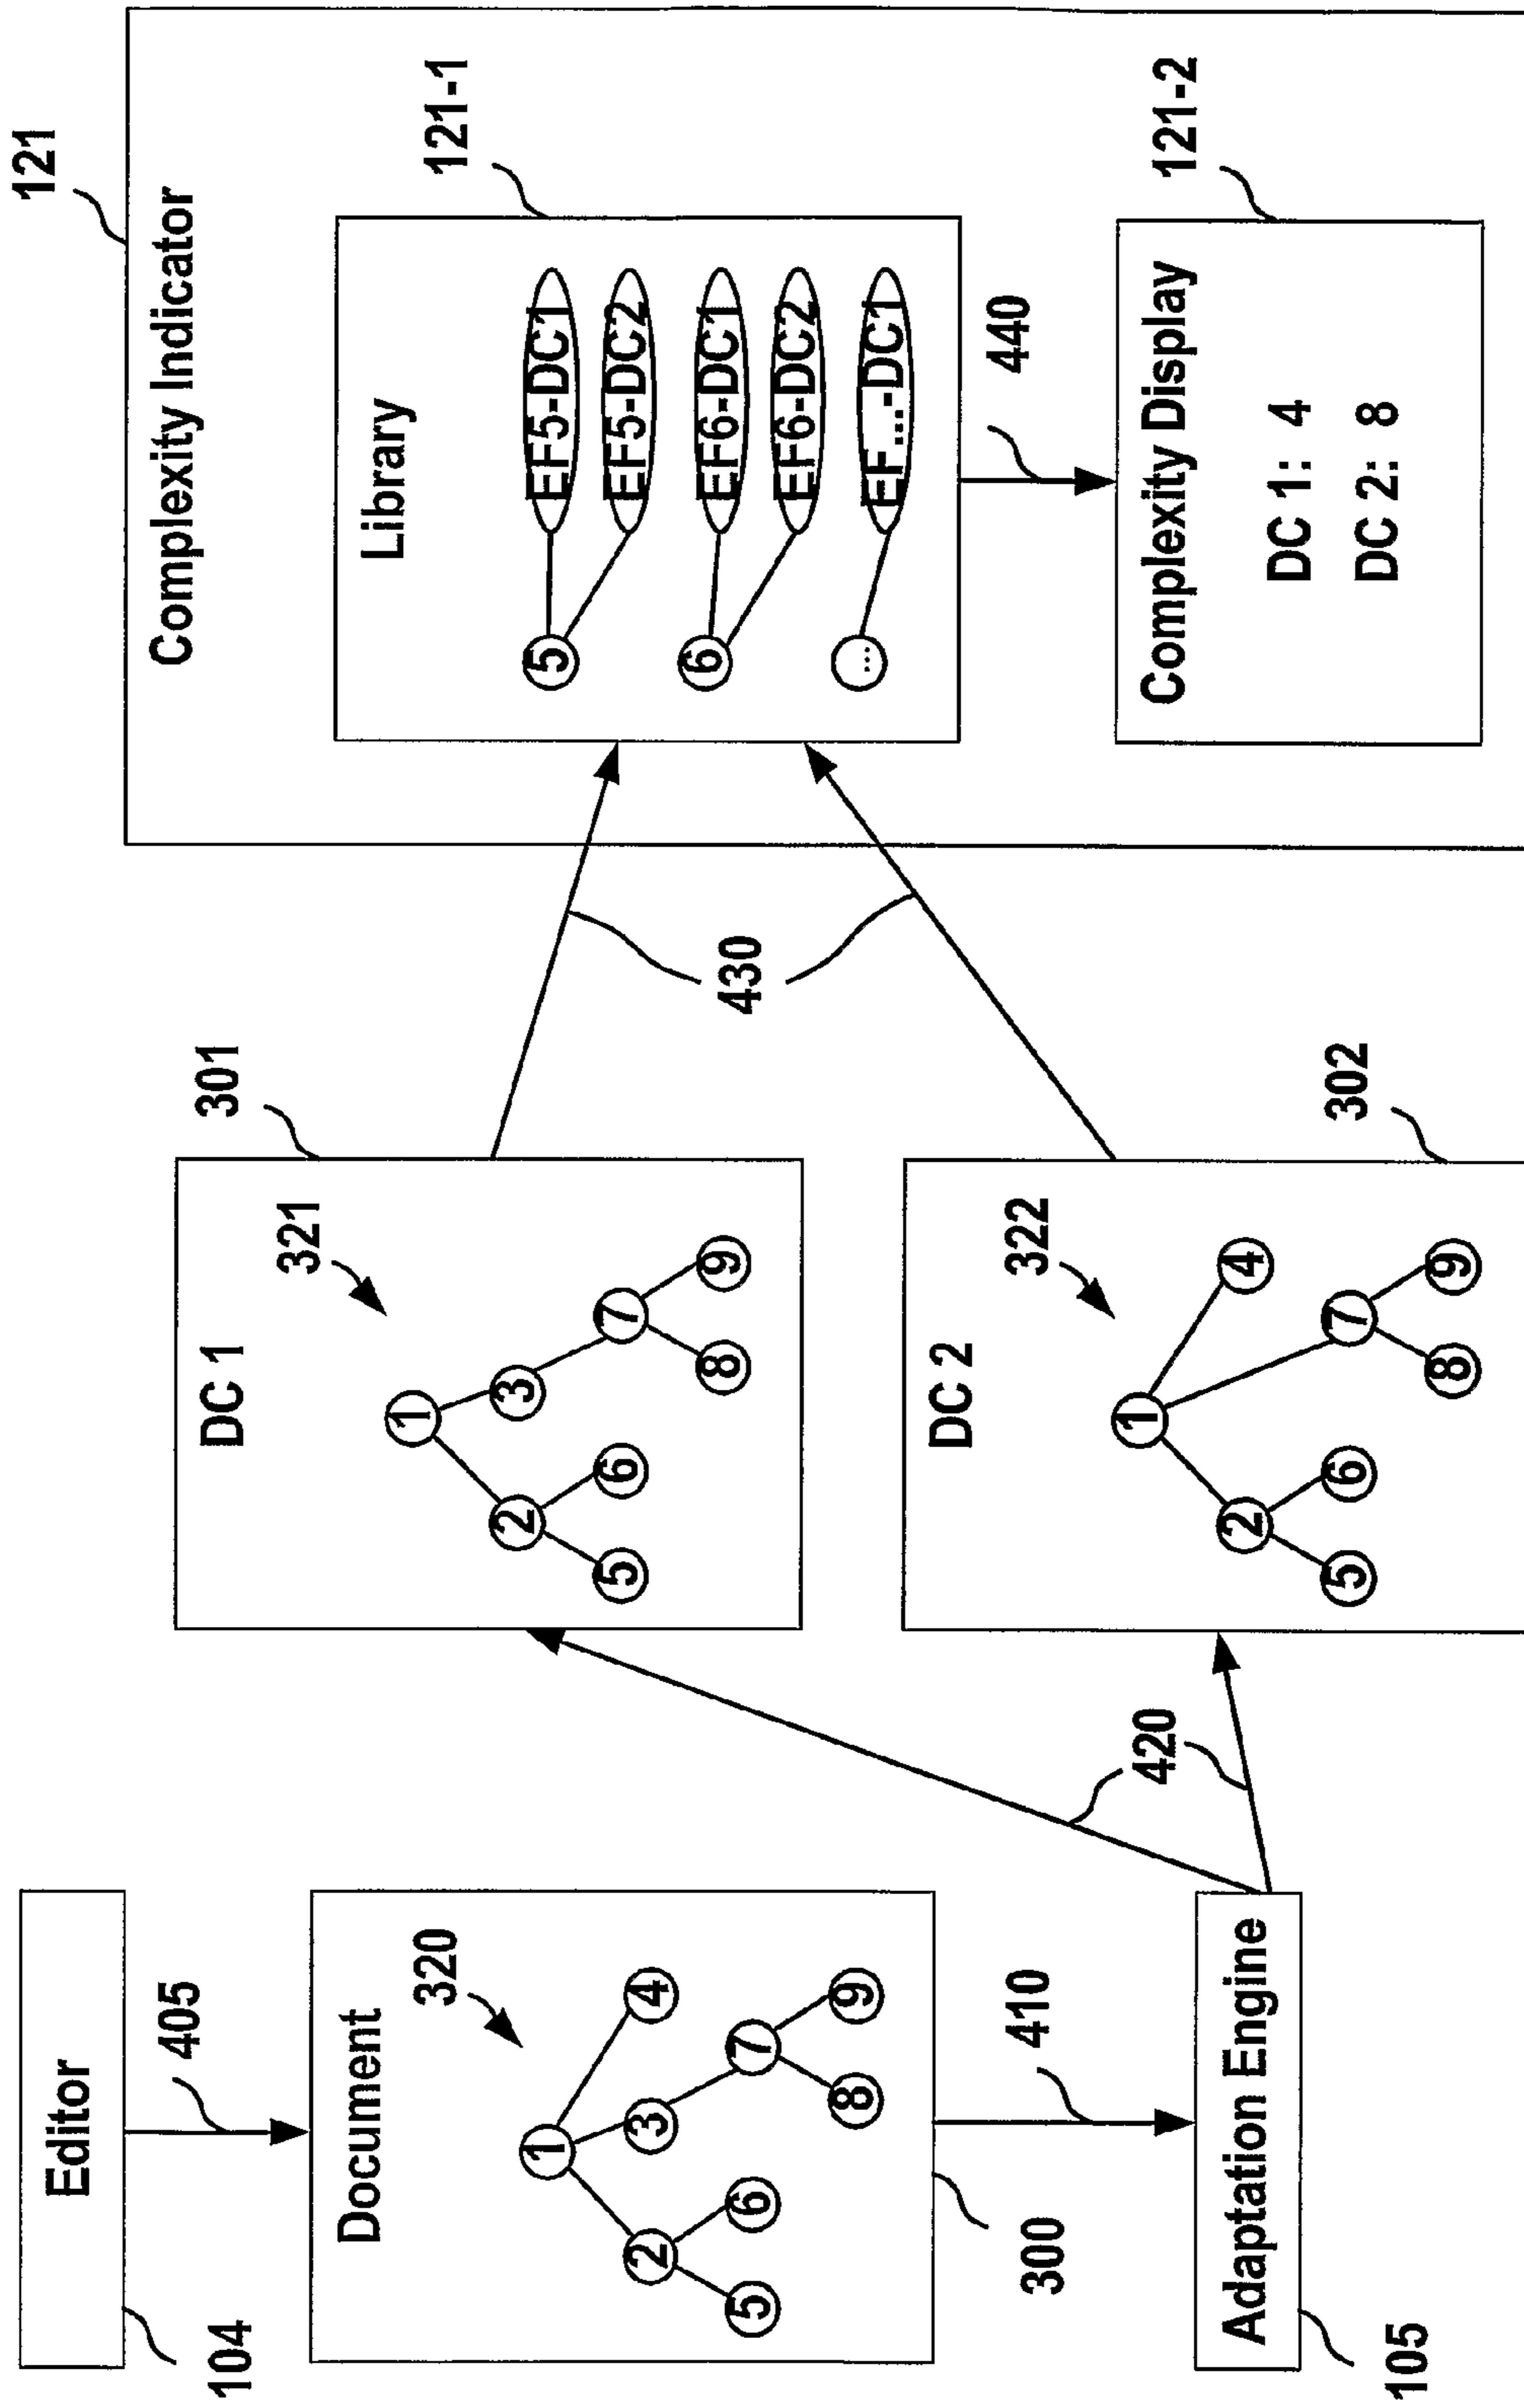 Editor
104
405
Document
320
1
2
3
4
5
6
7
8
9
300
410
Adaptation Engine
105
420
DC 1
301
321
1
2
3
5
6
7
8
9
DC 2
302
322
1
2
4
5
6
7
8
9
430
121
Complexity Indicator
121-1
Library
5
EF5-DC1
EF5-DC2
6
EF6-DC1
EF6-DC2
...
EF...-DC1
440
121-2
Complexity Display
DC 1: 4
DC 2: 8